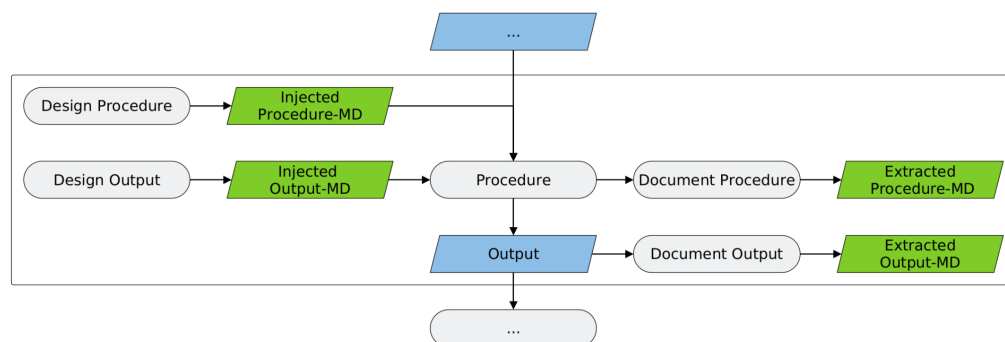 ...
Design Procedure
Injected
Procedure-MD
Design Output
Injected
Output-MD
Procedure
Document Procedure
Extracted
Procedure-MD
Output
Document Output
Extracted
Output-MD
...